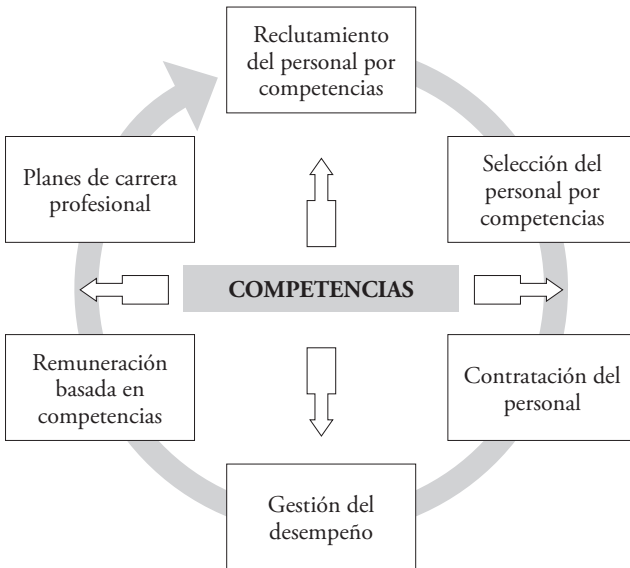 Reclutamiento
del personal por
competencias
Planes de carrera
profesional
Selección del
personal por
competencias
COMPETENCIAS
Remuneración
basada en
competencias
Contratación del
personal
Gestión del
desempeño